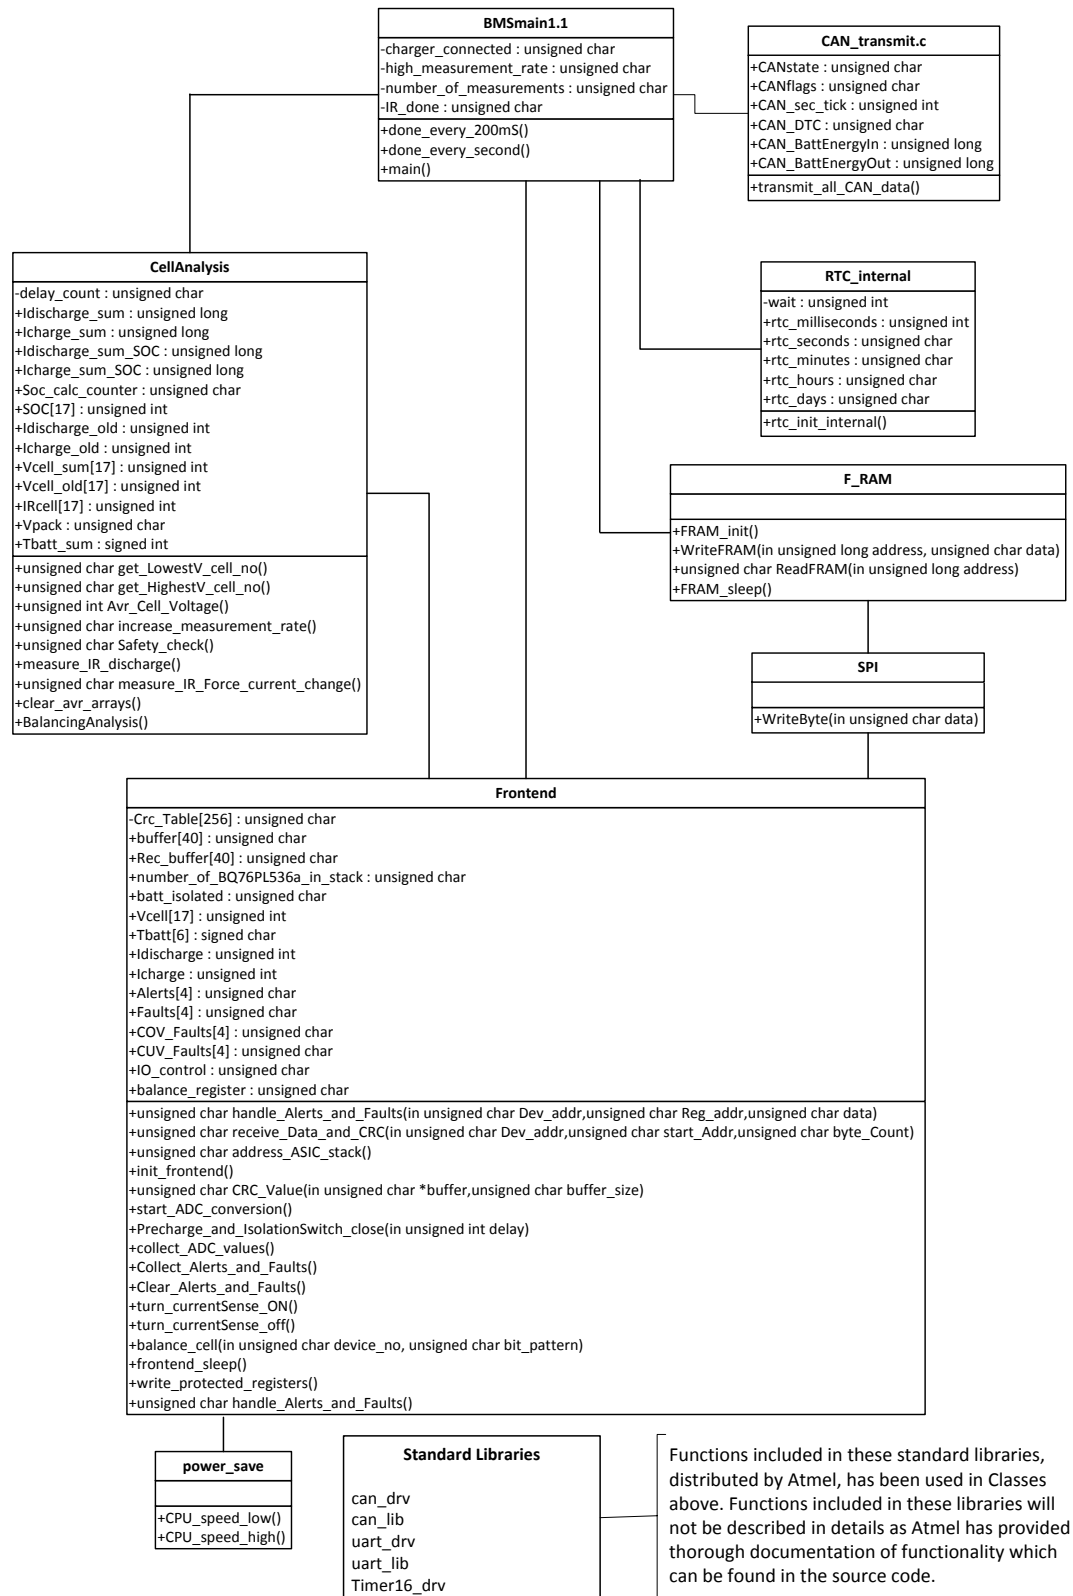 BMSmain1.1
-charger_connected : unsigned char
-high_measurement_rate : unsigned char
-number_of_measurements : unsigned char
-IR_done : unsigned char
+done_every_200mS()
+done_every_second()
+main()
CAN_transmit.c
+CANstate : unsigned char
+CANflags : unsigned char
+CAN_sec_tick : unsigned int
+CAN_DTC : unsigned char
+CAN_BattEnergyIn : unsigned long
+CAN_BattEnergyOut : unsigned long
+transmit_all_CAN_data()
CellAnalysis
-delay_count : unsigned char
+Idischarge_sum : unsigned long
+Icharge_sum : unsigned long
+Idischarge_sum_SOC : unsigned long
+Icharge_sum_SOC : unsigned long
+Soc_calc_counter : unsigned char
+SOC[17] : unsigned int
+Idischarge_old : unsigned int
+Icharge_old : unsigned int
+Vcell_sum[17] : unsigned int
+Vcell_old[17] : unsigned int
+IRcell[17] : unsigned int
+Vpack : unsigned char
+Tbatt_sum : signed int
+unsigned char get_LowestV_cell_no()
+unsigned char get_HighestV_cell_no()
+unsigned int Avr_Cell_Voltage()
+unsigned char increase_measurement_rate()
+unsigned char Safety_check()
+measure_IR_discharge()
+unsigned char measure_IR_Force_current_change()
+clear_avr_arrays()
+BalancingAnalysis()
RTC_internal
-wait : unsigned int
+rtc_milliseconds : unsigned int
+rtc_seconds : unsigned char
+rtc_minutes : unsigned char
+rtc_hours : unsigned char
+rtc_days : unsigned char
+rtc_init_internal()
F_RAM
+FRAM_init()
+WriteFRAM(in unsigned long address, unsigned char data)
+unsigned char ReadFRAM(in unsigned long address)
+FRAM_sleep()
SPI
+WriteByte(in unsigned char data)
Frontend
-Crc_Table[256] : unsigned char
+buffer[40] : unsigned char
+Rec_buffer[40] : unsigned char
+number_of_BQ76PL536a_in_stack : unsigned char
+batt_isolated : unsigned char
+Vcell[17] : unsigned int
+Tbatt[6] : signed char
+Idischarge : unsigned int
+Icharge : unsigned int
+Alerts[4] : unsigned char
+Faults[4] : unsigned char
+COV_Faults[4] : unsigned char
+CUV_Faults[4] : unsigned char
+IO_control : unsigned char
+balance_register : unsigned char
+unsigned char handle_Alerts_and_Faults(in unsigned char Dev_addr,unsigned char Reg_addr,unsigned char data)
+unsigned char receive_Data_and_CRC(in unsigned char Dev_addr,unsigned char start_Addr,unsigned char byte_Count)
+unsigned char address_ASIC_stack()
+init_frontend()
+unsigned char CRC_Value(in unsigned char *buffer,unsigned char buffer_size)
+start_ADC_conversion()
+Precharge_and_IsolationSwitch_close(in unsigned int delay)
+collect_ADC_values()
+Collect_Alerts_and_Faults()
+Clear_Alerts_and_Faults()
+turn_currentSense_ON()
+turn_currentSense_off()
+balance_cell(in unsigned char device_no, unsigned char bit_pattern)
+frontend_sleep()
+write_protected_registers()
+unsigned char handle_Alerts_and_Faults()
power_save
+CPU_speed_low()
+CPU_speed_high()
Standard Libraries
can_drv
can_lib
uart_drv
uart_lib
Timer16_drv
Functions included in these standard libraries,
distributed by Atmel, has been used in Classes
above. Functions included in these libraries will
not be described in details as Atmel has provided
thorough documentation of functionality which
can be found in the source code.